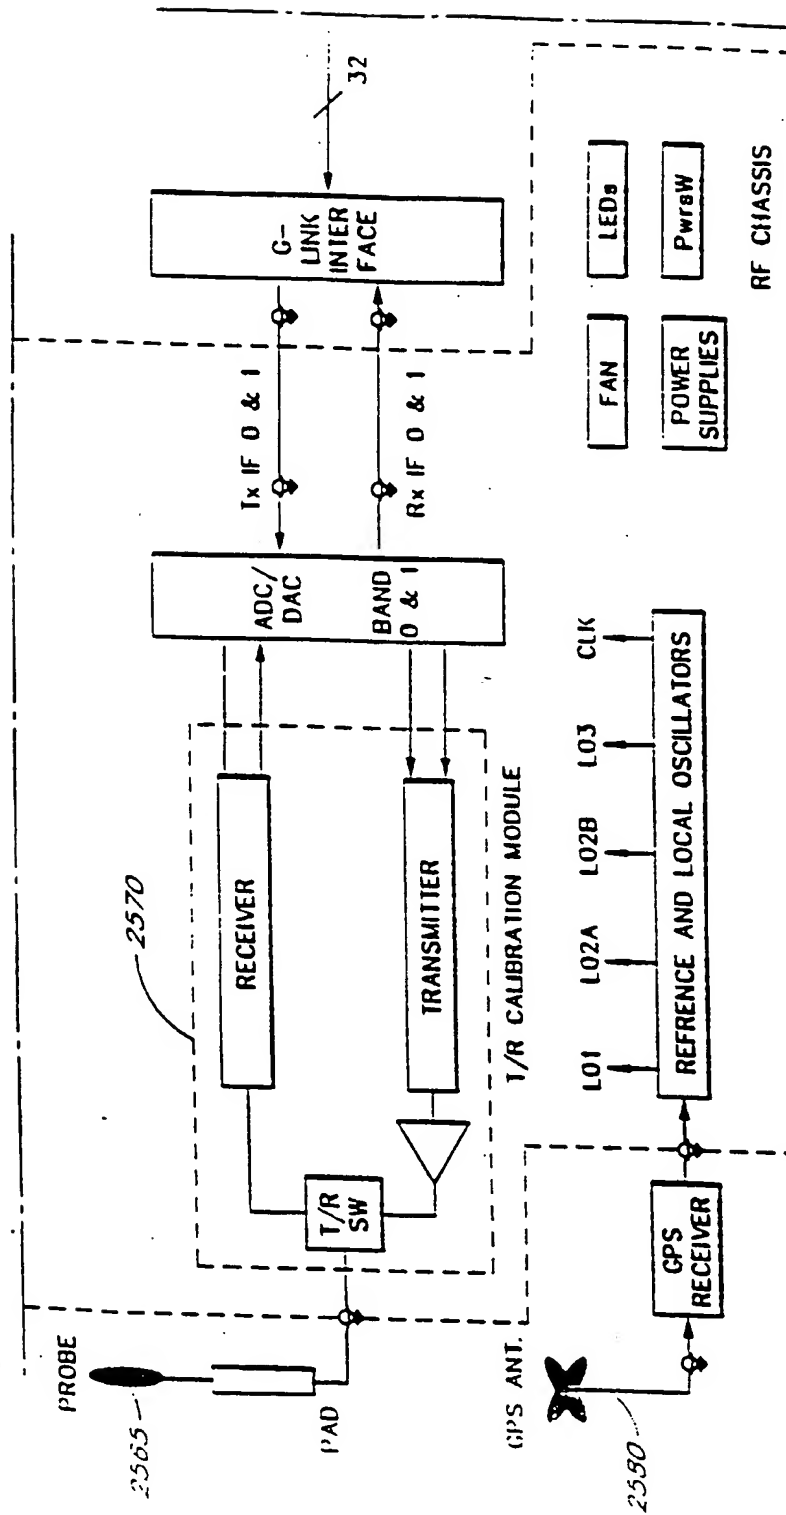 PROBE
2565
PAD
2570
T/R
SW
RECEIVER
TRANSMITTER
T/R CALIBRATION MODULE
ADC/
DAC
BAND
0 & 1
Tx IF 0 & 1
Rx IF 0 & 1
G-
LINK
INTER
FACE
32
GPS ANT.
2580
GPS
RECEIVER
LO1
LO2A
LO2B
LO3
CLK
REFRENCE AND LOCAL OSCILLATORS
FAN
LEDs
POWER
SUPPLIES
PwrsW
RF CHASSIS